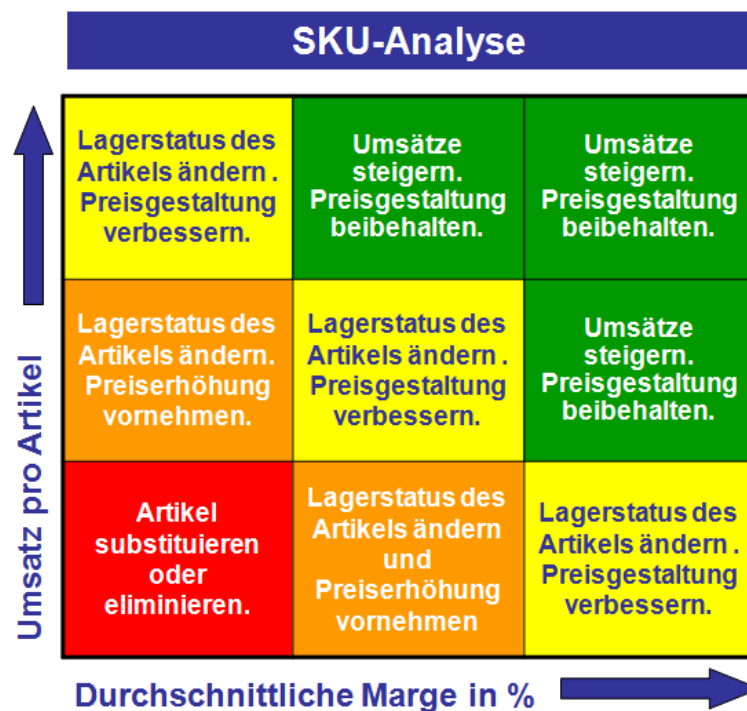 SKU-Analyse
Lagerstatus des
Artikels ändern .
Preisgestaltung
verbessern.
Umsätze
steigern.
Preisgestaltung
beibehalten.
Umsätze
steigern.
Preisgestaltung
beibehalten.
Lagerstatus des
Artikels ändern.
Preiserhöhung
vornehmen.
Lagerstatus des
Artikels ändern .
Preisgestaltung
verbessern.
Umsätze
steigern.
Preisgestaltung
beibehalten.
Artikel
substituieren
oder
eliminieren.
Lagerstatus des
Artikels ändern
und
Preiserhöhung
vornehmen
Lagerstatus des
Artikels ändern .
Preisgestaltung
verbessern.
Umsatz pro Artikel
Durchschnittliche Marge in %